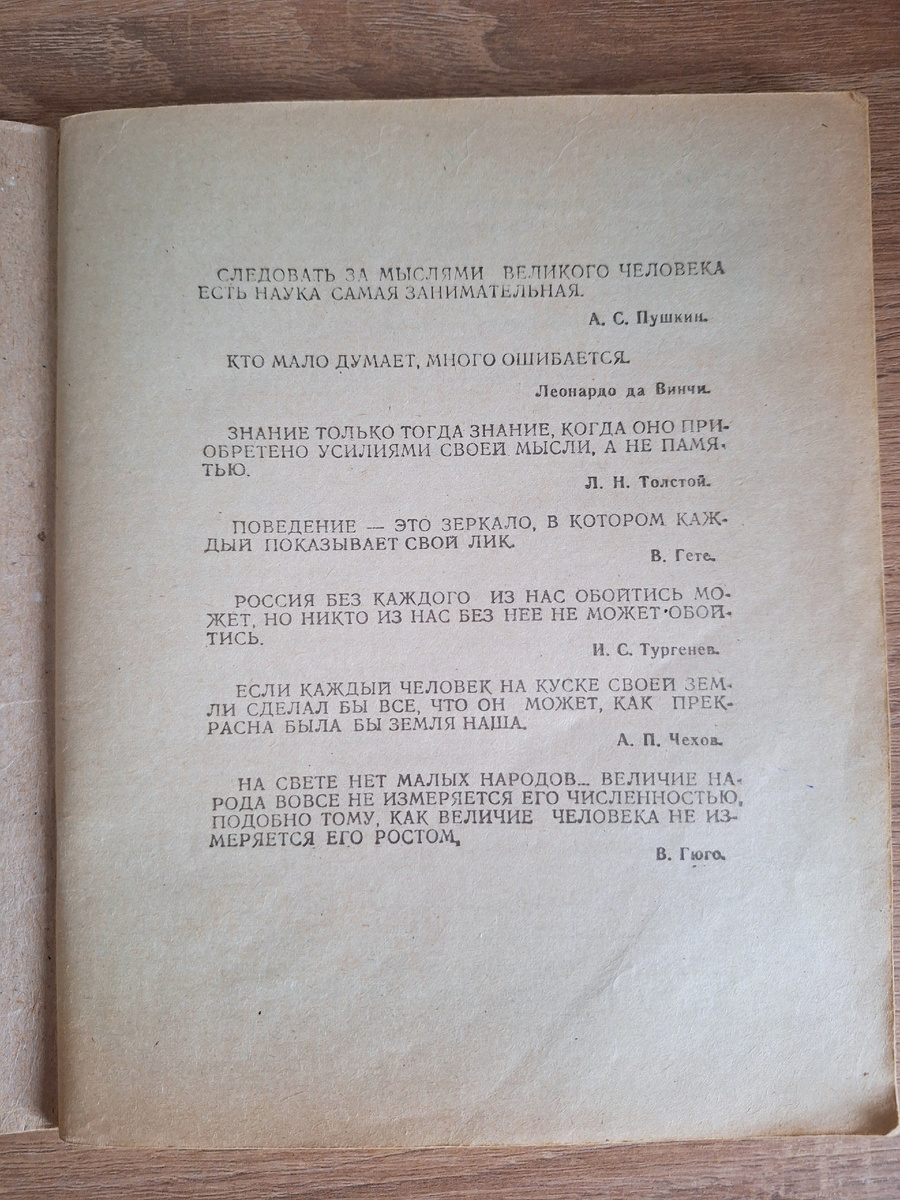 СЛЕДОВАТЬ ЗА МЫСЛЯМИ ВЕЛИКОГО ЧЕЛОВЕКА
ЕСТЬ НАУКА САМАЯ ЗАНИМАТЕЛЬНАЯ.
А. С. Пушкин.
КТО МАЛО ДУМАЕТ, МНОГО ОШИБАЕТСЯ.
Леонардо да Винчи.
ЗНАНИЕ ТОЛЬКО ТОГДА ЗНАНИЕ, КОГДА ОНО ПРИ-
ОБРЕТЕНО УСИЛИЯМИ СВОЕЙ МЫСЛИ, А НЕ ПАМЯ-
ТЬЮ.
Л. Н. Толстой.
ПОВЕДЕНИЕ — ЭТО ЗЕРКАЛО, В КОТОРОМ КАЖ-
ДЫЙ ПОКАЗЫВАЕТ СВОЙ ЛИК.
В. Гете.
РОССИЯ БЕЗ КАЖДОГО ИЗ НАС ОБОЙТИСЬ МО-
ЖЕТ, НО НИКТО ИЗ НАС БЕЗ НЕЕ НЕ МОЖЕТ ОБОЙ-
ТИСЬ.
И. С. Тургенев.
ЕСЛИ КАЖДЫЙ ЧЕЛОВЕК НА КУСКЕ СВОЕЙ ЗЕМ-
ЛИ СДЕЛАЛ БЫ ВСЕ, ЧТО ОН МОЖЕТ, КАК ПРЕК-
РАСНА БЫЛА БЫ ЗЕМЛЯ НАША.
А. П. Чехов.
НА СВЕТЕ НЕТ МАЛЫХ НАРОДОВ... ВЕЛИЧИЕ НА-
РОДА ВОВСЕ НЕ ИЗМЕРЯЕТСЯ ЕГО ЧИСЛЕННОСТЬЮ,
ПОДОБНО ТОМУ, КАК ВЕЛИЧИЕ ЧЕЛОВЕКА НЕ ИЗ-
МЕРЯЕТСЯ ЕГО РОСТОМ.
В. Гюго.